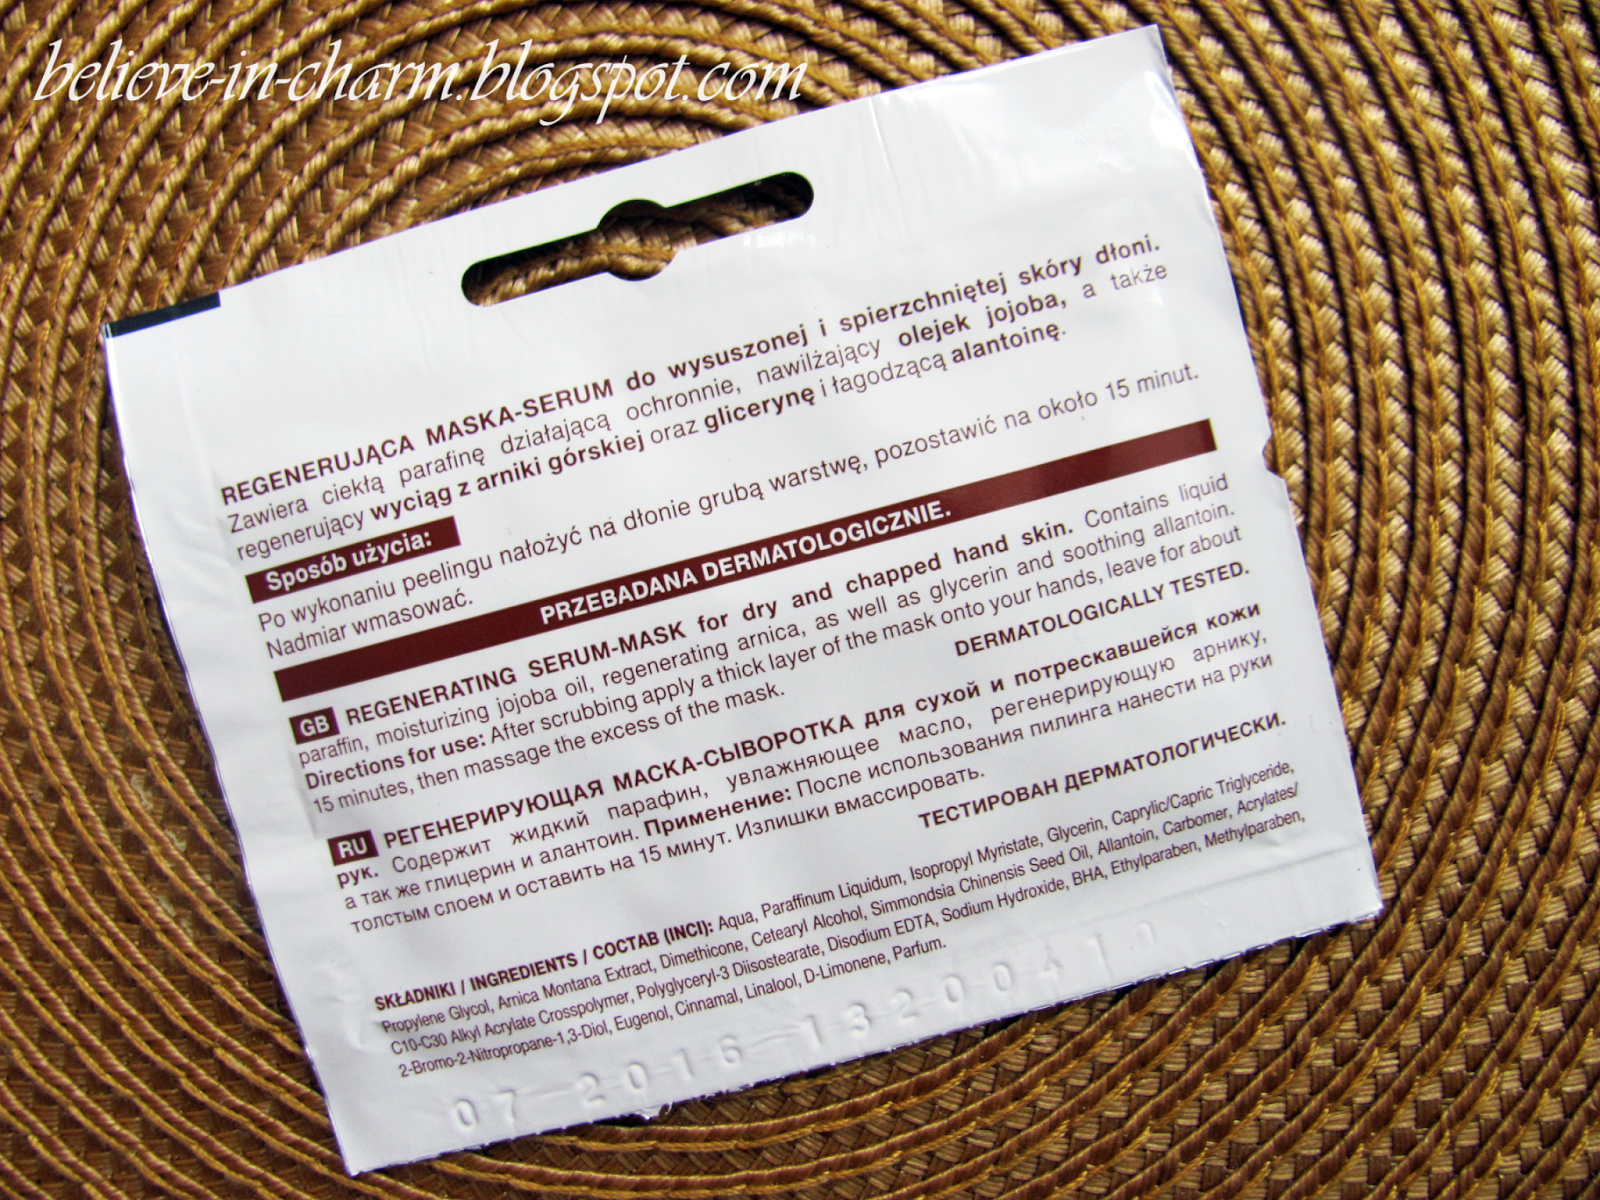 believe-in-charm.blogspot.com
REGENERUJĄCA MASKA-SERUM do wysuszonej i spierzchniętej skóry dłoni.
Zawiera ciekłą parafinę działającą ochronnie, nawilżający olejek jojoba, a także
regenerujący wyciąg z arniki górskiej oraz glicerynę i łagodzącą alantoinę.
Sposób użycia:
Po wykonaniu peelingu nałożyć na dłonie grubą warstwę, pozostawić na około 15 minut.
Nadmiar wmasować.
PRZEBADANA DERMATOLOGICZNIE.
GB REGENERATING SERUM-MASK for dry and chapped hand skin. Contains liquid
paraffin, moisturizing jojoba oil, regenerating arnica, as well as glycerin and soothing allantoin.
Directions for use: After scrubbing apply a thick layer of the mask onto your hands, leave for about
15 minutes, then massage the excess of the mask.
DERMATOLOGICALLY TESTED.
RU РЕГЕНЕРИРУЮЩАЯ МАСКА-СЫВОРОТКА для сухой и потрескавшейся кожи
рук. Содержит жидкий парафин, увлажняющее масло, регенерирующую арнику,
а так же глицерин и алантоин. Применение: После использования пилинга нанести на руки
толстым слоем и оставить на 15 минут. Излишки вмассировать.
ТЕСТИРОВАН ДЕРМАТОЛОГИЧЕСКИ.
SKŁADNIKI / INGREDIENTS / СОСТАВ (INCI): Aqua, Paraffinum Liquidum, Isopropyl Myristate, Glycerin, Caprylic/Capric Triglyceride,
Propylene Glycol, Arnica Montana Extract, Dimethicone, Cetearyl Alcohol, Simmondsia Chinensis Seed Oil, Allantoin, Carbomer, Acrylates/
C10-C30 Alkyl Acrylate Crosspolymer, Polyglyceryl-3 Diisostearate, Disodium EDTA, Sodium Hydroxide, BHA, Ethylparaben, Methylparaben,
2-Bromo-2-Nitropropane-1,3-Diol, Eugenol, Cinnamal, Linalool, D-Limonene, Parfum.
07-2016-13200410